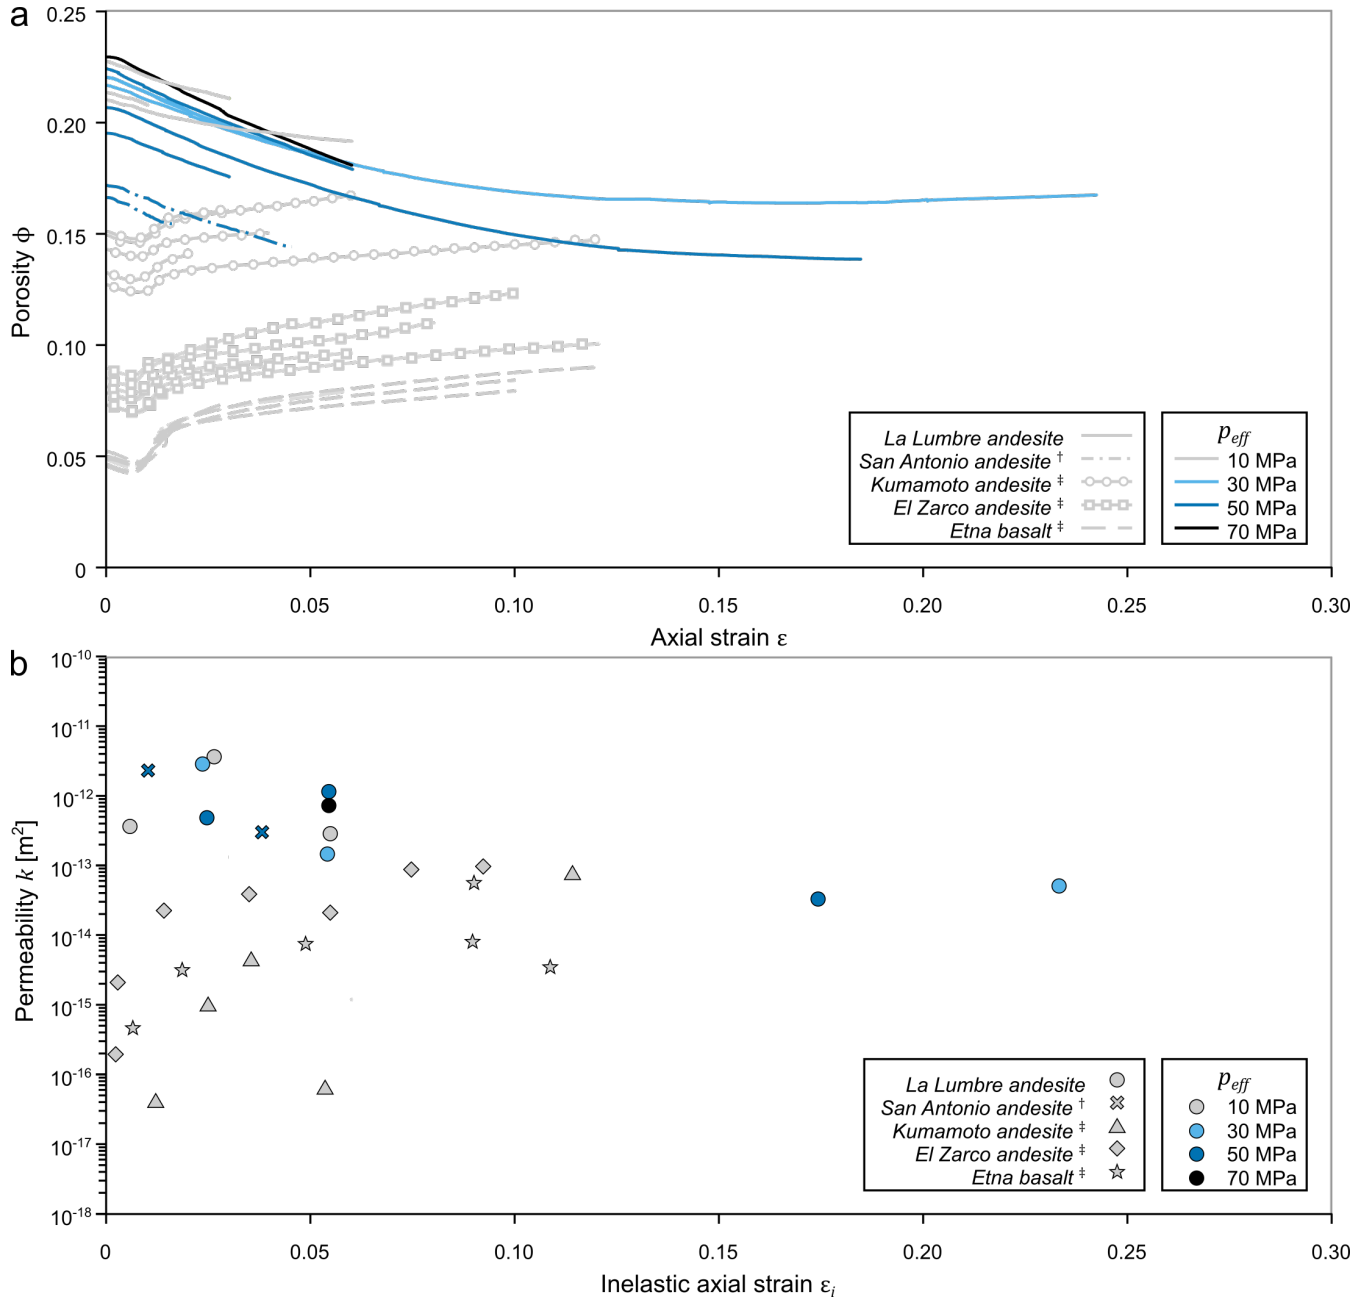 a
0.25
0.20
0.15
0.10
0.05
0
Porosity ϕ
0 0.05 0.10 0.15 0.20 0.25 0.30
Axial strain ε
La Lumbre andesite
San Antonio andesite †
Kumamoto andesite ‡
El Zarco andesite ‡
Etna basalt ‡
p_eff
10 MPa
30 MPa
50 MPa
70 MPa
b
10^-10
10^-11
10^-12
10^-13
10^-14
10^-15
10^-16
10^-17
10^-18
Permeability k [m²]
0 0.05 0.10 0.15 0.20 0.25 0.30
Inelastic axial strain ε_i
La Lumbre andesite
San Antonio andesite †
Kumamoto andesite ‡
El Zarco andesite ‡
Etna basalt ‡
p_eff
10 MPa
30 MPa
50 MPa
70 MPa